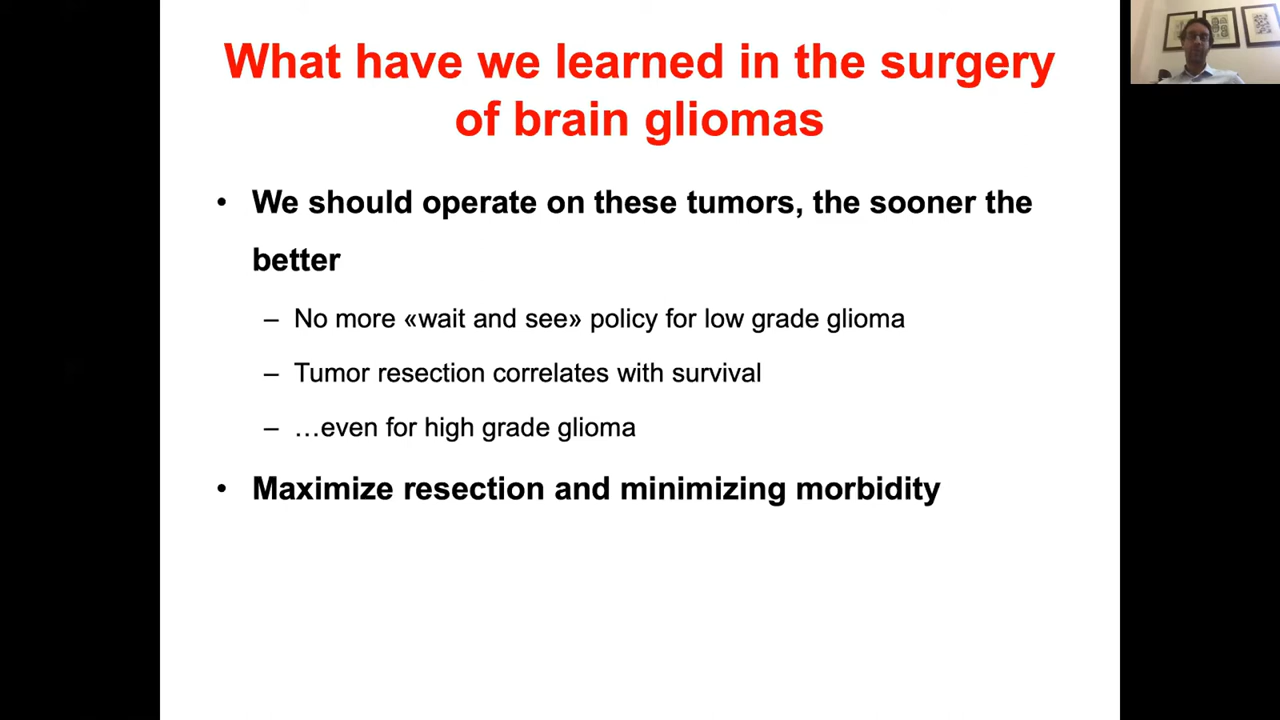 What have we learned in the surgery
of brain gliomas
• We should operate on these tumors, the sooner the
better
– No more «wait and see» policy for low grade glioma
– Tumor resection correlates with survival
– …even for high grade glioma
• Maximize resection and minimizing morbidity